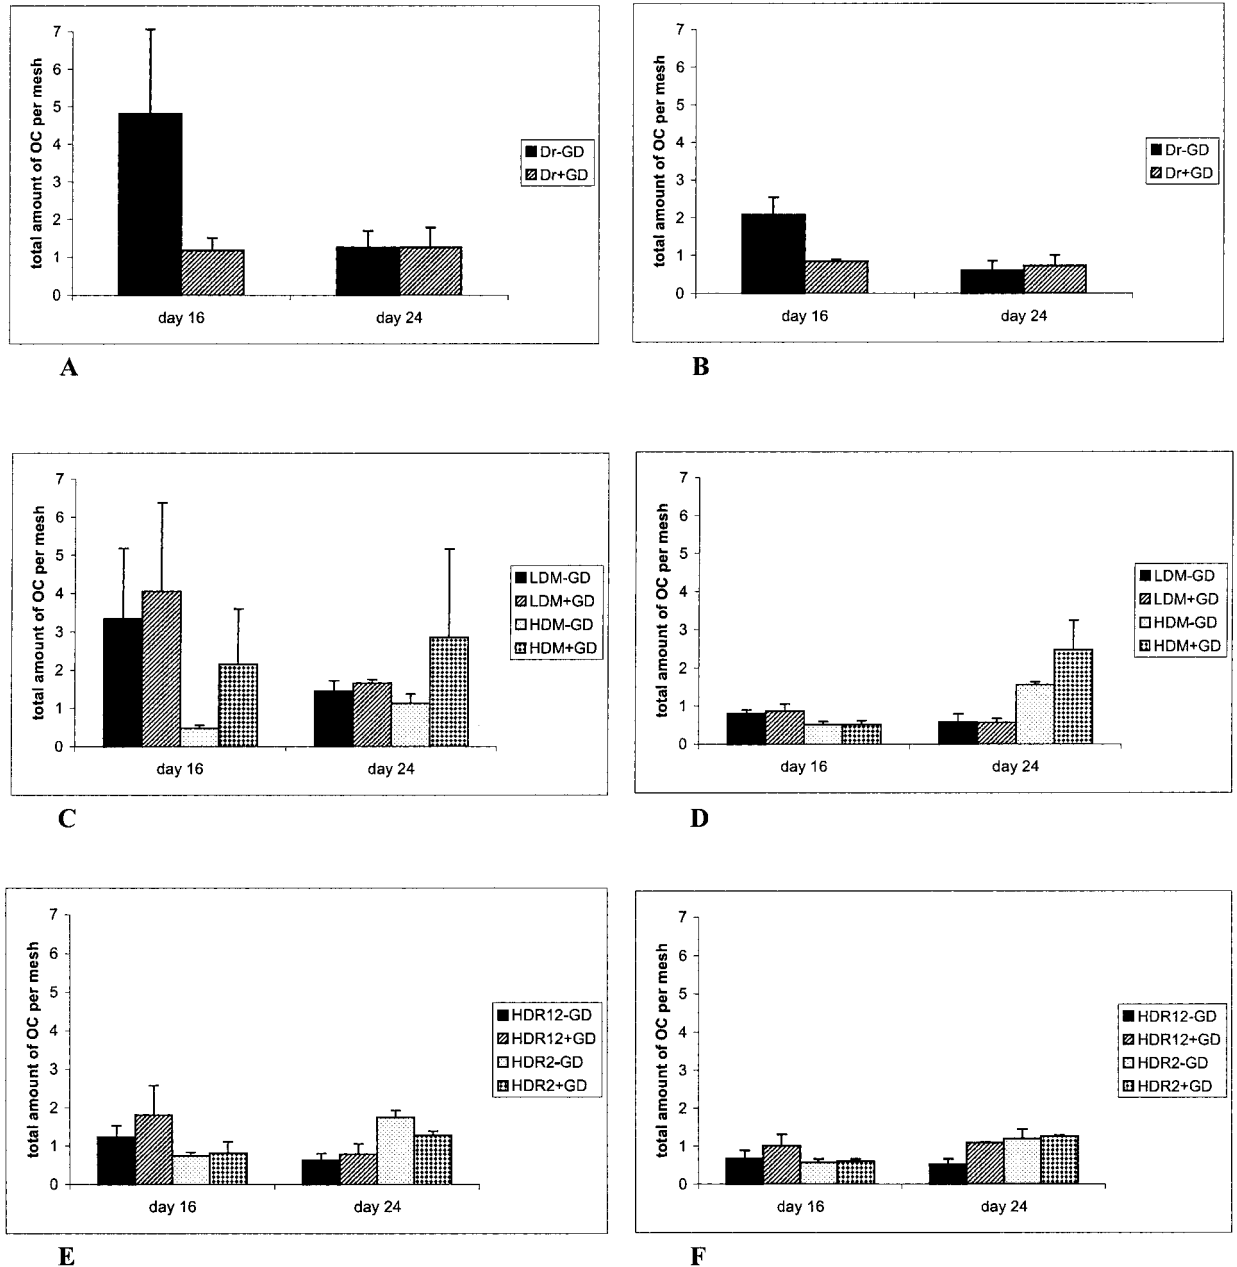 total amount of OC per mesh
7
6
5
4
3
2
1
0
day 16
day 24
Dr-GD
Dr+GD
A
total amount of OC per mesh
7
6
5
4
3
2
1
0
day 16
day 24
Dr-GD
Dr+GD
B
total amount of OC per mesh
7
6
5
4
3
2
1
0
day 16
day 24
LDM-GD
LDM+GD
HDM-GD
HDM+GD
C
total amount of OC per mesh
7
6
5
4
3
2
1
0
day 16
day 24
LDM-GD
LDM+GD
HDM-GD
HDM+GD
D
total amount of OC per mesh
7
6
5
4
3
2
1
0
day 16
day 24
HDR12-GD
HDR12+GD
HDR2-GD
HDR2+GD
E
total amount of OC per mesh
7
6
5
4
3
2
1
0
day 16
day 24
HDR12-GD
HDR12+GD
HDR2-GD
HDR2+GD
F